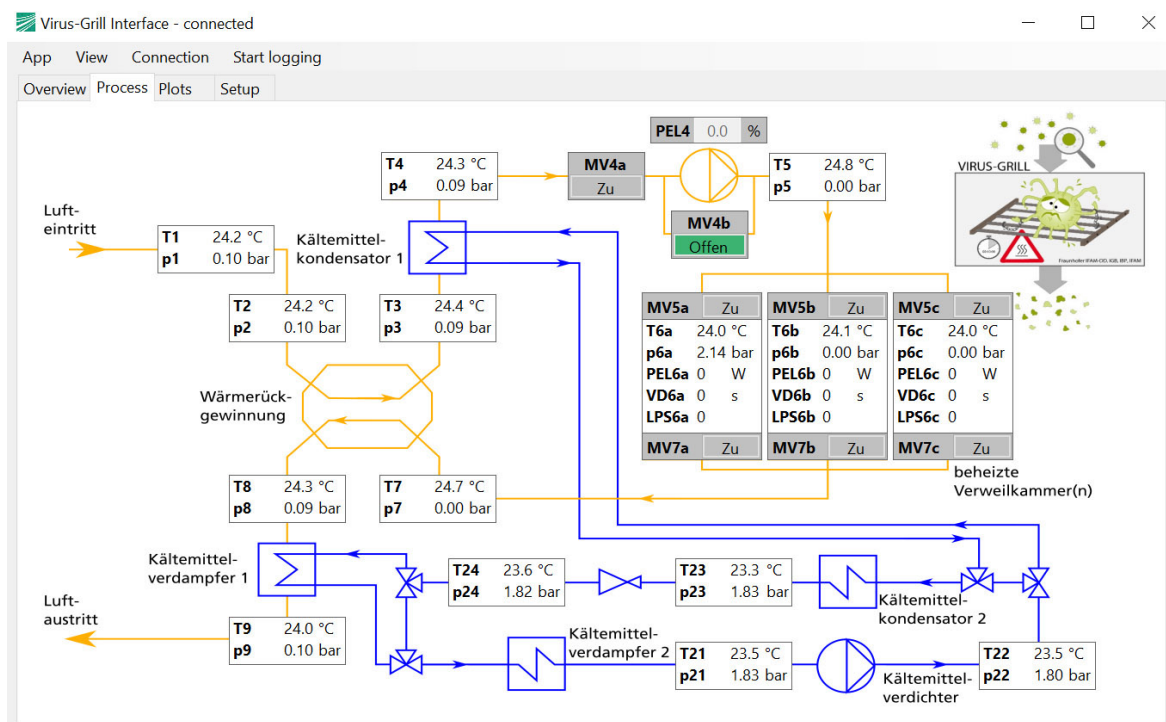 Virus-Grill Interface - connected
App View Connection Start logging
Overview Process Plots Setup
PEL4 0.0 %
T4 24.3 °C
p4 0.09 bar
MV4a
Zu
T5 24.8 °C
p5 0.00 bar
MV4b
Offen
VIRUS-GRILL
Fraunhofer IFAM-DD, IGB, IBP, IFAM
Luft-
eintritt
T1 24.2 °C
p1 0.10 bar
Kältemittel-
kondensator 1
T2 24.2 °C
p2 0.10 bar
T3 24.4 °C
p3 0.09 bar
MV5a Zu
T6a 24.0 °C
p6a 2.14 bar
PEL6a 0 W
VD6a 0 s
LPS6a 0
MV7a Zu
MV5b Zu
T6b 24.1 °C
p6b 0.00 bar
PEL6b 0 W
VD6b 0 s
LPS6b 0
MV7b Zu
MV5c Zu
T6c 24.0 °C
p6c 0.00 bar
PEL6c 0 W
VD6c 0 s
LPS6c 0
MV7c Zu
beheizte
Verweilkammer(n)
Wärmerück-
gewinnung
T8 24.3 °C
p8 0.09 bar
T7 24.7 °C
p7 0.00 bar
Kältemittel-
verdampfer 1
T24 23.6 °C
p24 1.82 bar
T23 23.3 °C
p23 1.83 bar
Kältemittel-
kondensator 2
Luft-
austritt
T9 24.0 °C
p9 0.10 bar
Kältemittel-
verdampfer 2
T21 23.5 °C
p21 1.83 bar
Kältemittel-
verdichter
T22 23.5 °C
p22 1.80 bar